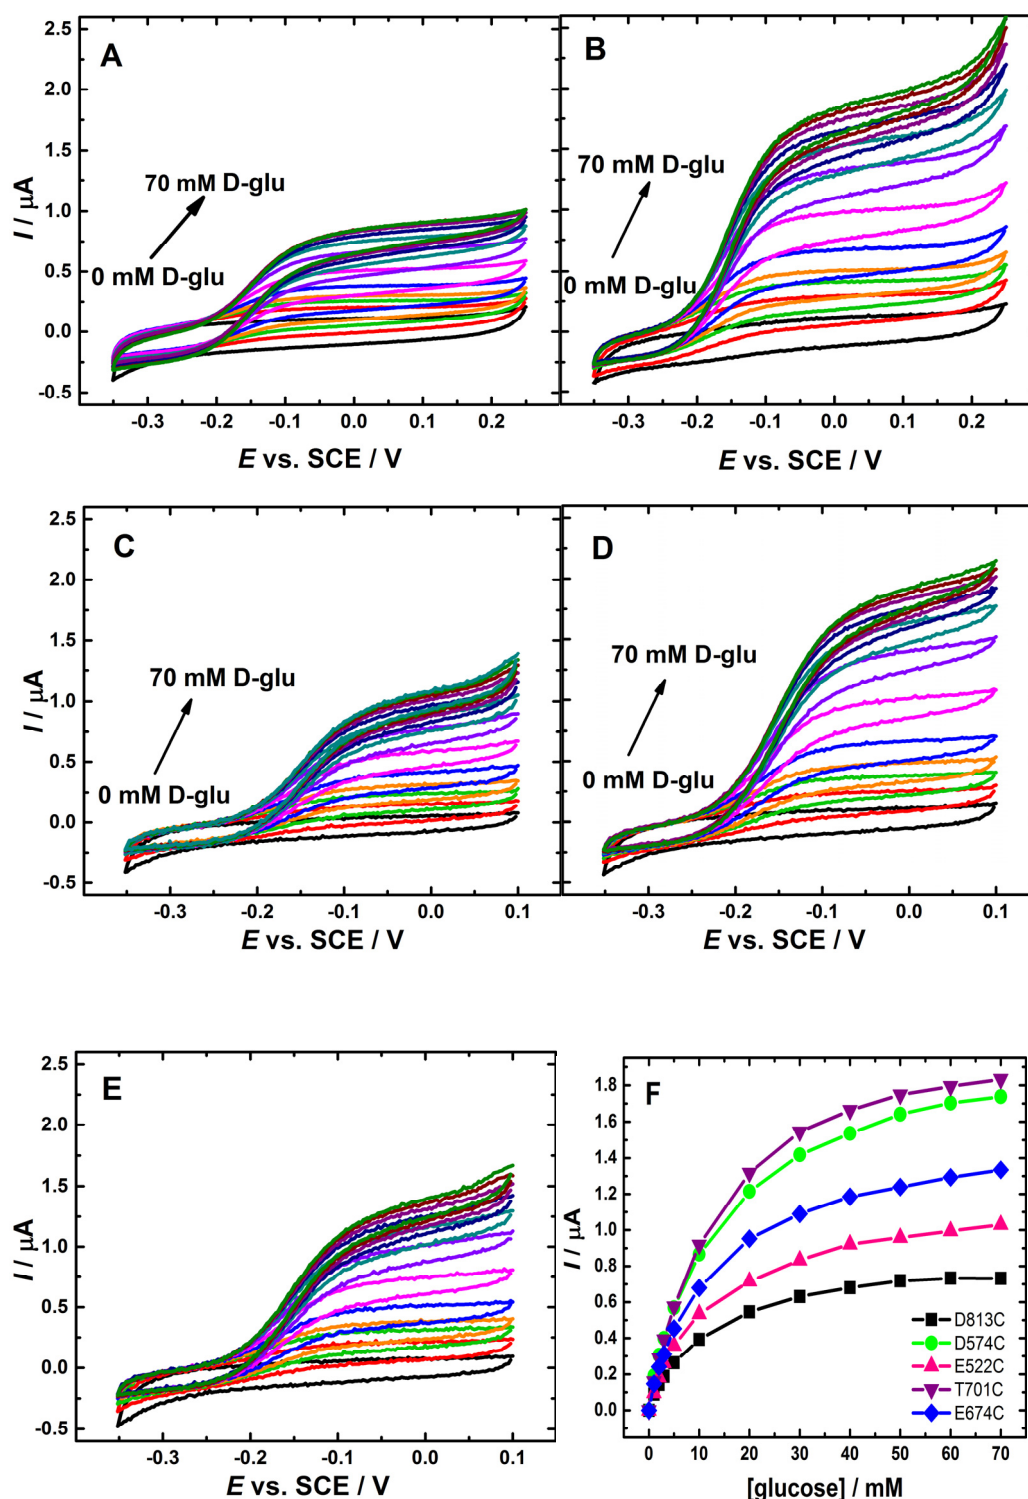 A
2.5
2.0
1.5
1.0
0.5
0.0
-0.5
I / µA
70 mM D-glu
0 mM D-glu
-0.3 -0.2 -0.1 0.0 0.1 0.2
E vs. SCE / V
B
70 mM D-glu
0 mM D-glu
-0.3 -0.2 -0.1 0.0 0.1 0.2
E vs. SCE / V
C
2.5
2.0
1.5
1.0
0.5
0.0
-0.5
I / µA
70 mM D-glu
0 mM D-glu
-0.3 -0.2 -0.1 0.0 0.1
E vs. SCE / V
D
70 mM D-glu
0 mM D-glu
-0.3 -0.2 -0.1 0.0 0.1
E vs. SCE / V
E
2.5
2.0
1.5
1.0
0.5
0.0
-0.5
I / µA
-0.3 -0.2 -0.1 0.0 0.1
E vs. SCE / V
F
1.8
1.6
1.4
1.2
1.0
0.8
0.6
0.4
0.2
0.0
I / µA
D813C
D574C
E522C
T701C
E674C
0 10 20 30 40 50 60 70
[glucose] / mM